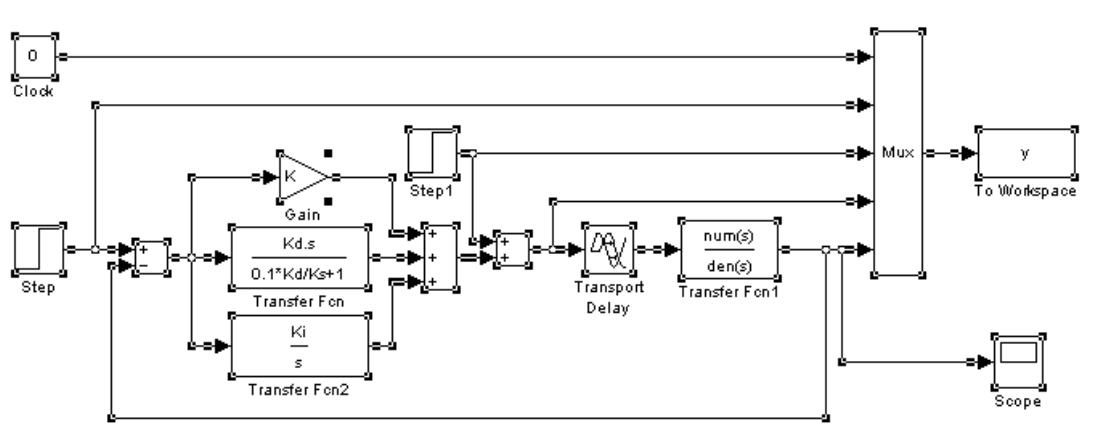 0
Clock
Step1
Mux
y
To Workspace
K
Gain
Step
+
−
Kd.s
0.1*Kd/Ks+1
Transfer Fcn
+
+
+
+
+
Transport
Delay
num(s)
den(s)
Transfer Fcn1
Ki
s
Transfer Fcn2
Scope